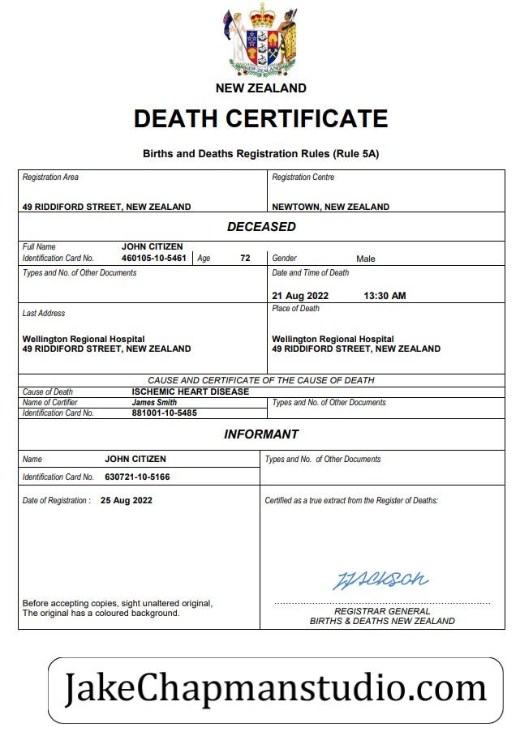 NEW ZEALAND
DEATH CERTIFICATE
Births and Deaths Registration Rules (Rule 5A)
Registration Area
Registration Centre
49 RIDDIFORD STREET, NEW ZEALAND
NEWTOWN, NEW ZEALAND
DECEASED
Full Name JOHN CITIZEN
Identification Card No. 460105-10-5461 Age 72 Gender Male
Types and No. of Other Documents
Date and Time of Death
21 Aug 2022 13:30 AM
Last Address
Place of Death
Wellington Regional Hospital
49 RIDDIFORD STREET, NEW ZEALAND
Wellington Regional Hospital
49 RIDDIFORD STREET, NEW ZEALAND
CAUSE AND CERTIFICATE OF THE CAUSE OF DEATH
Cause of Death ISCHEMIC HEART DISEASE
Name of Certifier James Smith Types and No. of Other Documents
Identification Card No. 881001-10-5485
INFORMANT
Name JOHN CITIZEN Types and No. of Other Documents
Identification Card No. 630721-10-5166
Date of Registration : 25 Aug 2022
Certified as a true extract from the Register of Deaths:
Before accepting copies, sight unaltered original,
The original has a coloured background.
REGISTRAR GENERAL
BIRTHS & DEATHS NEW ZEALAND
JakeChapmanstudio.com